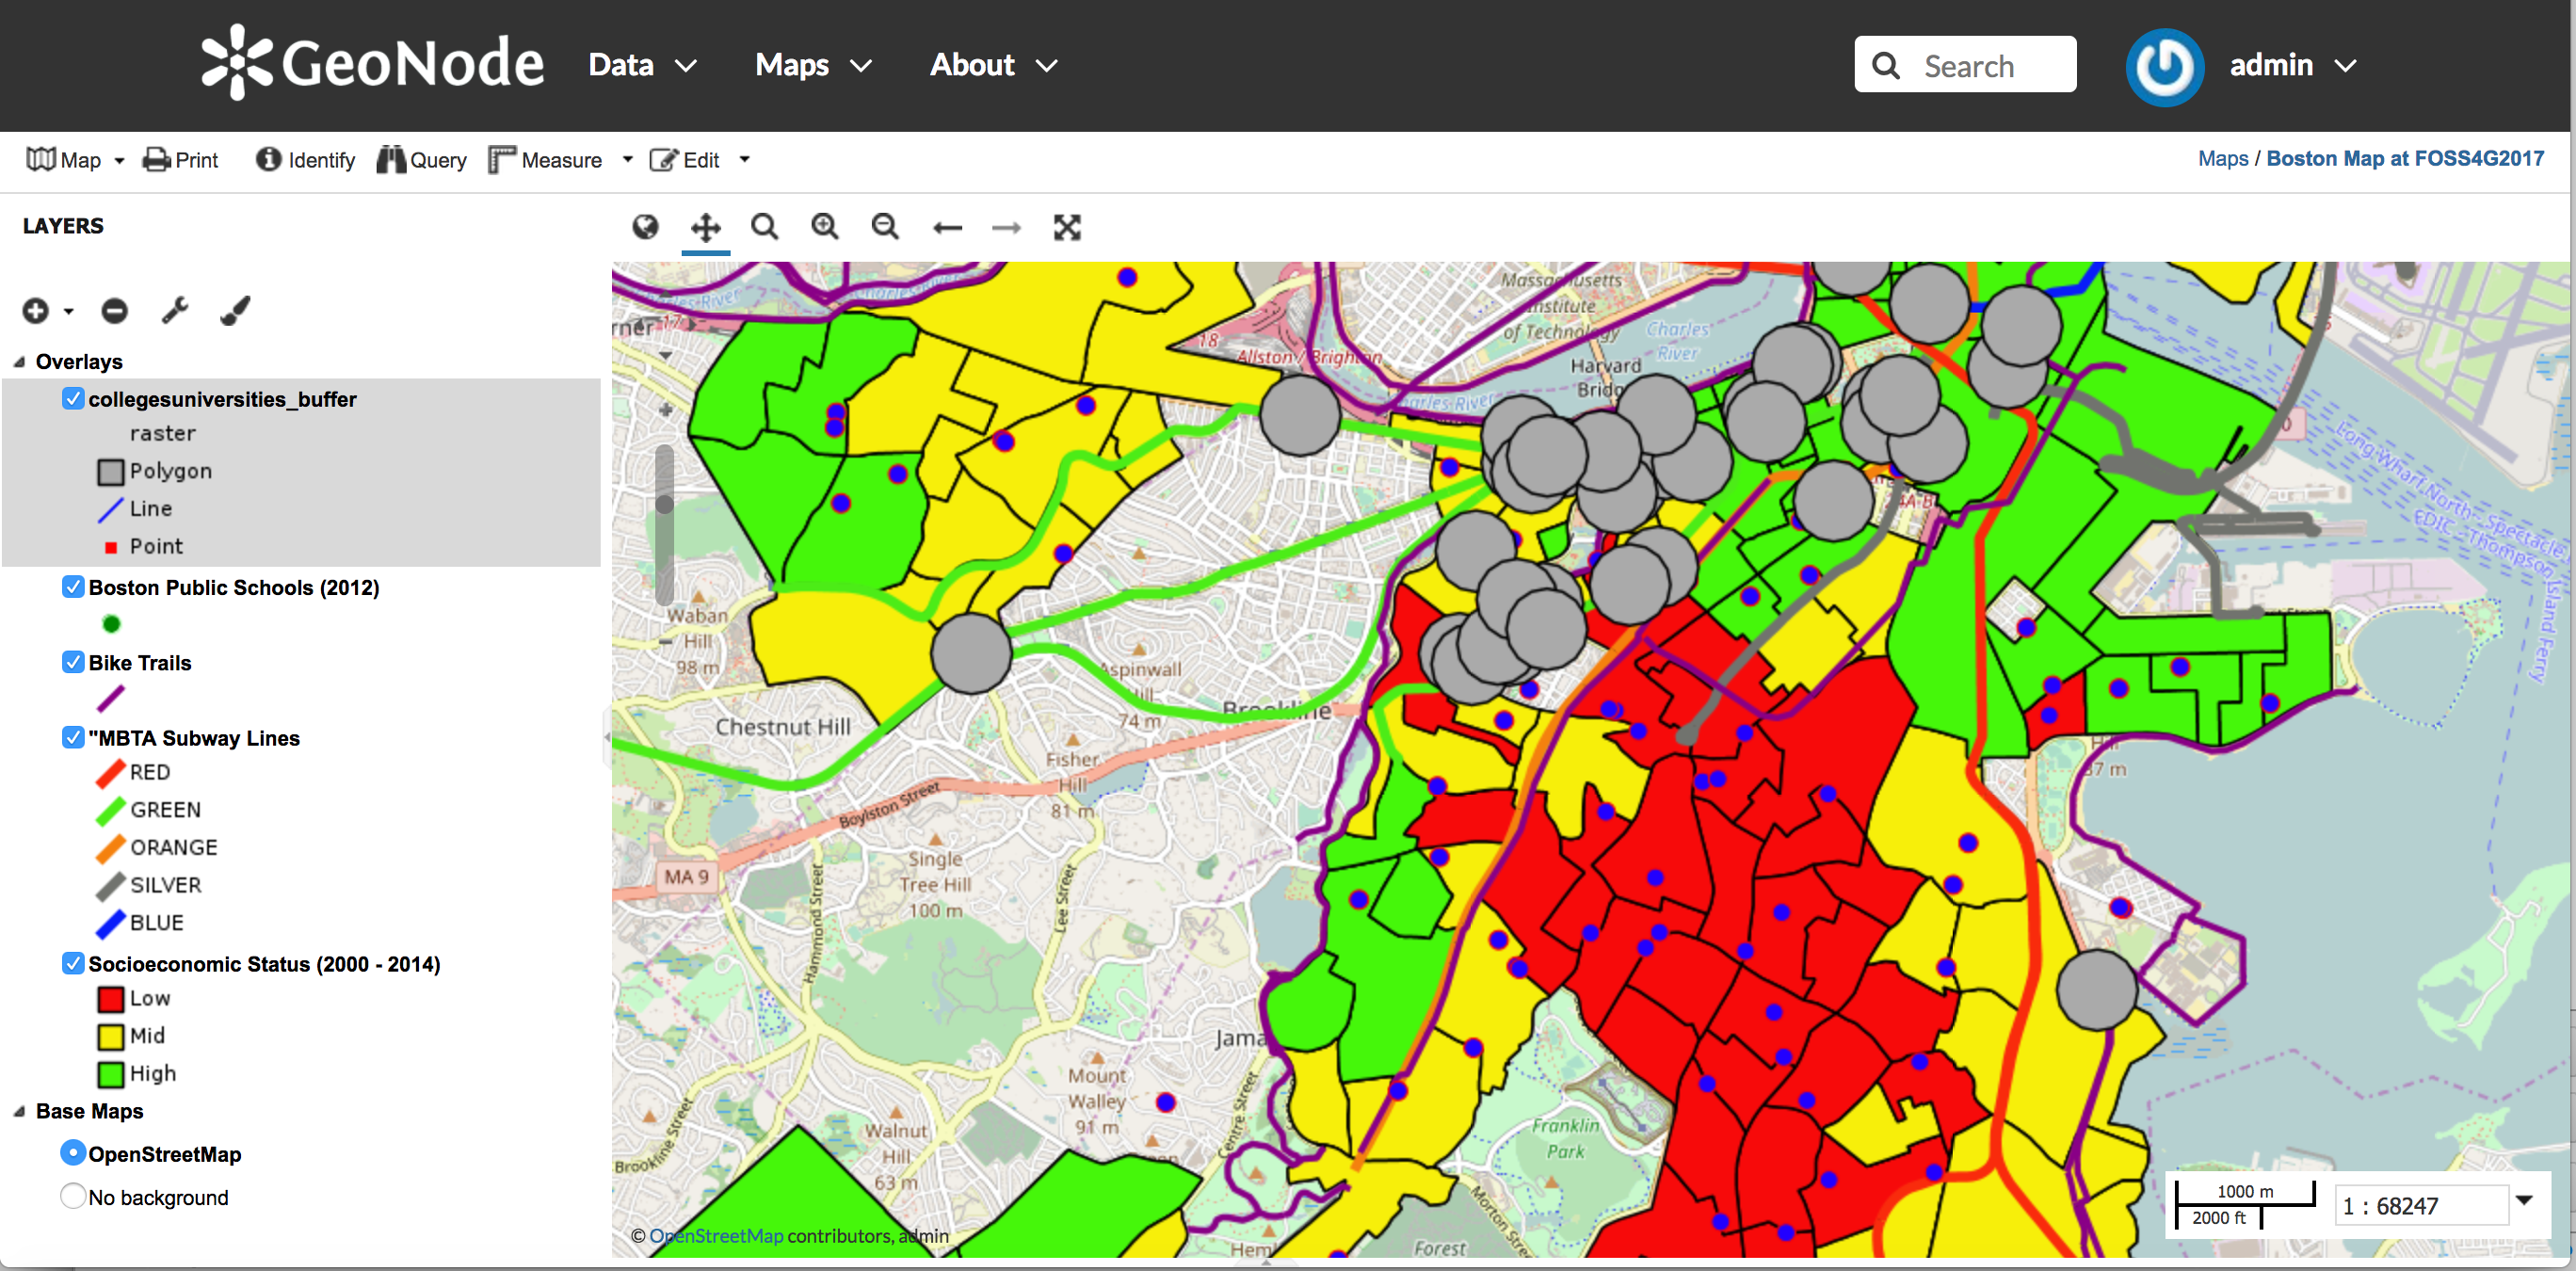 GeoNode Data Maps About Search admin
Map Print Identify Query Measure Edit Maps / Boston Map at FOSS4G2017
LAYERS
Overlays
collegesuniversities_buffer
raster
Polygon
Line
Point
Boston Public Schools (2012)
Bike Trails
"MBTA Subway Lines
RED
GREEN
ORANGE
SILVER
BLUE
Socioeconomic Status (2000 - 2014)
Low
Mid
High
Base Maps
OpenStreetMap
No background
Charles River
17
18
Allston / Brighton
Massachusetts
Institute
of Technology
Charles
River
Harvard
Charles River
Long Wharf North - Spectacle
EDIC - Thompson Island Ferry
Waban
Hill
98 m
Chestnut Hill
Aspinwall
Hill
74 m
Brookline
Fisher
Hill
81 m
Boylston Street
MA 9
Single
Tree Hill
100 m
Hammond Street
Lee Street
37 m
Jama
Mount
Walley
91 m
Centre Street
Walnut
Hill
63 m
Brookline Street
Franklin
Park
Forest
© OpenStreetMap contributors, admin
1000 m
2000 ft
1 : 68247